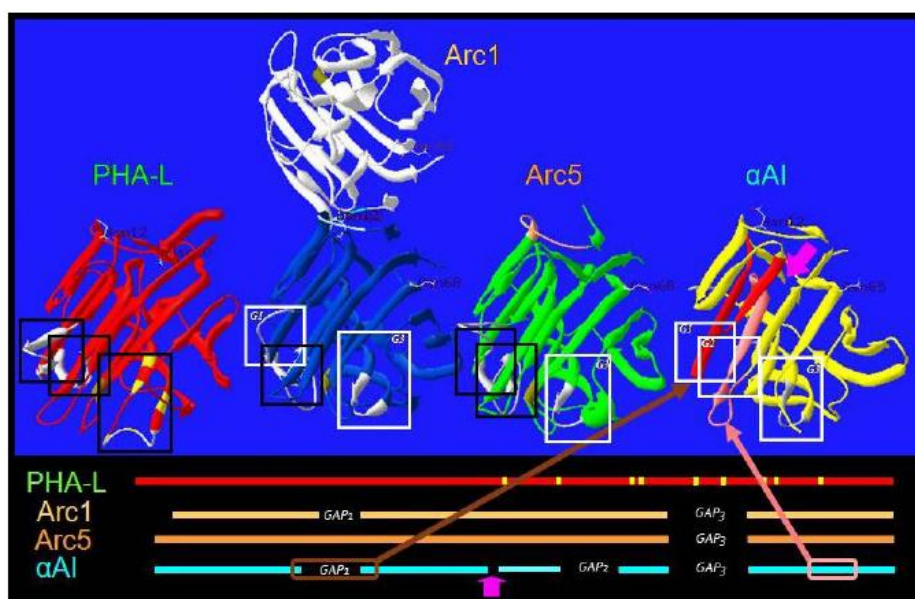 Arc1
PHA-L Arc5 αAI
G1 G3 G3 G1 G2 G3
PHA-L
Arc1 GAP1 GAP3
Arc5 GAP3
αAI GAP1 GAP2 GAP3